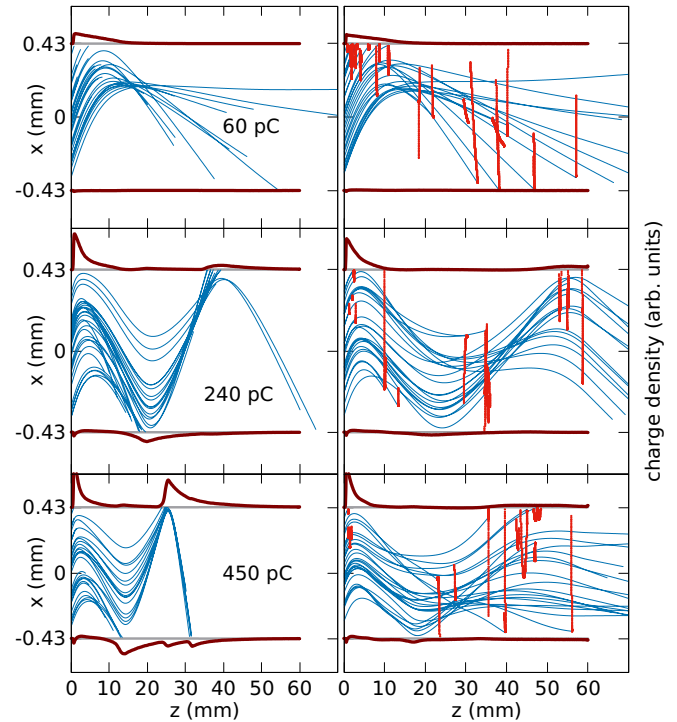 0.43
x (mm)
0
60 pC
-0.43
0.43
x (mm)
0
240 pC
-0.43
0.43
x (mm)
0
450 pC
-0.43
0 10 20 30 40 50 60
0 10 20 30 40 50 60
z (mm)
z (mm)
charge density (arb. units)